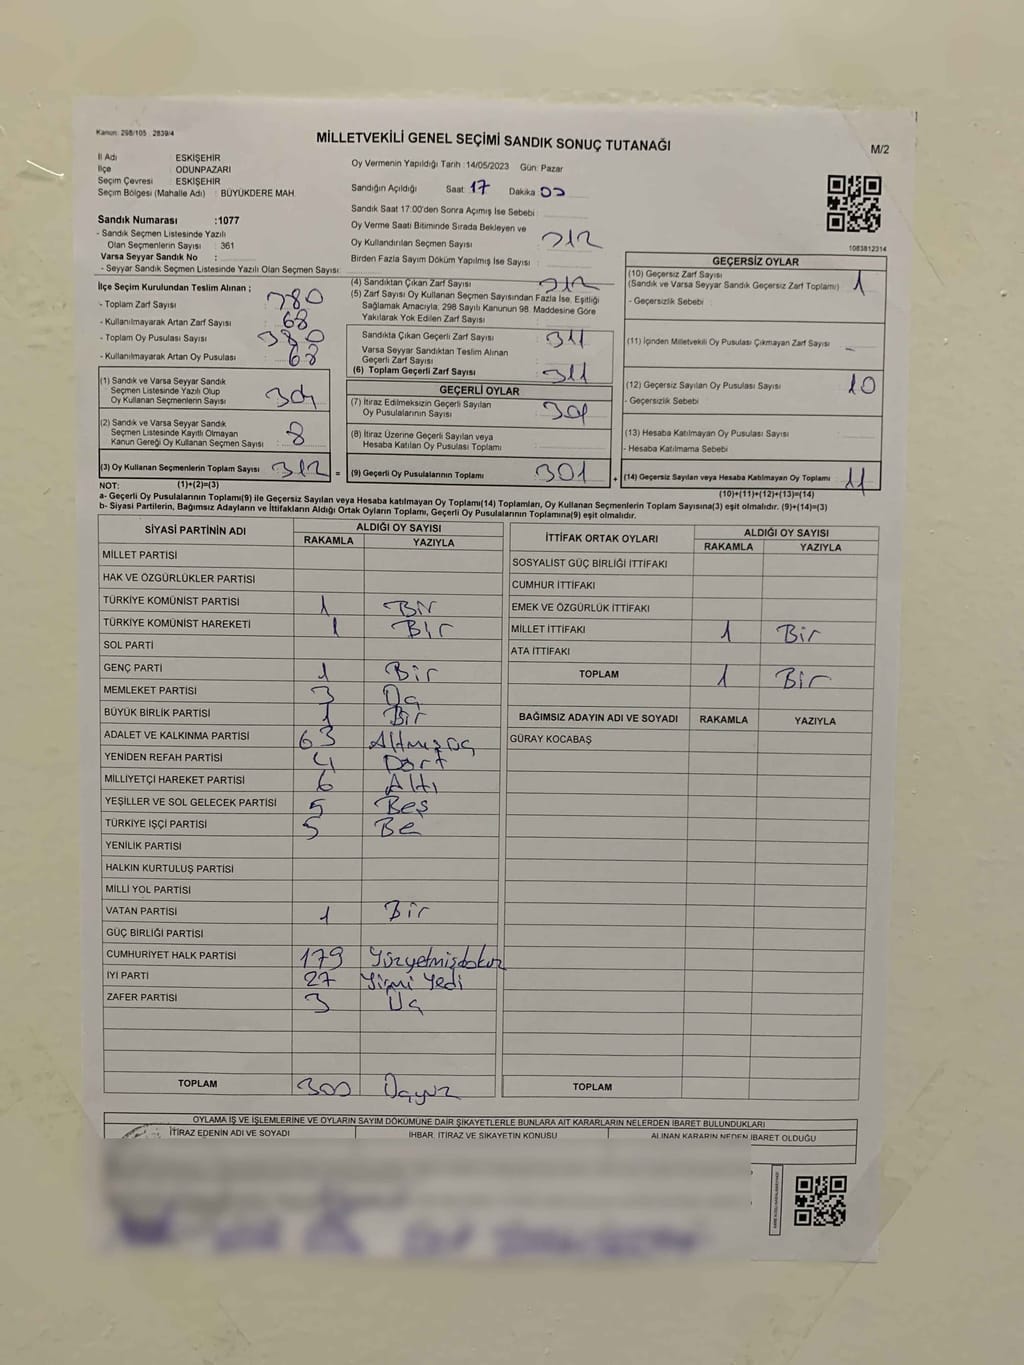 Kanun: 298/105 2839/4
MİLLETVEKİLİ GENEL SEÇİMİ SANDIK SONUÇ TUTANAĞI
M/2
İl Adı : ESKİŞEHİR
İlçe : ODUNPAZARI
Seçim Çevresi : ESKİŞEHİR
Seçim Bölgesi (Mahalle Adı) : BÜYÜKDERE MAH.
Oy Vermenin Yapıldığı Tarih : 14/05/2023 Gün: Pazar
Sandığın Açıldığı Saat: 17 Dakika 00
Sandık Saat 17:00'den Sonra Açımış İse Sebebi :
Oy Verme Saati Bitiminde Sırada Bekleyen ve
Oy Kullandırılan Seçmen Sayısı : 312
Birden Fazla Sayım Döküm Yapılmış İse Sayısı :
1083812314
Sandık Numarası :1077
- Sandık Seçmen Listesinde Yazılı
Olan Seçmenlerin Sayısı : 361
Varsa Seyyar Sandık No :
- Seyyar Sandık Seçmen Listesinde Yazılı Olan Seçmen Sayısı:
İlçe Seçim Kurulundan Teslim Alınan ;
- Toplam Zarf Sayısı : 380
- Kullanılmayarak Artan Zarf Sayısı : 68
- Toplam Oy Pusulası Sayısı : 380
- Kullanılmayarak Artan Oy Pusulası : 68
(4) Sandıktan Çıkan Zarf Sayısı : 312
(5) Zarf Sayısı Oy Kullanan Seçmen Sayısından Fazla İse, Eşitliği
Sağlamak Amacıyla, 298 Sayılı Kanunun 98. Maddesine Göre
Yakılarak Yok Edilen Zarf Sayısı :
Sandıkta Çıkan Geçerli Zarf Sayısı : 311
Varsa Seyyar Sandıktan Teslim Alınan
Geçerli Zarf Sayısı :
(6) Toplam Geçerli Zarf Sayısı : 311
GEÇERSİZ OYLAR
(10) Geçersiz Zarf Sayısı
(Sandık ve Varsa Seyyar Sandık Geçersiz Zarf Toplamı) : 1
- Geçersizlik Sebebi :
(11) İçinden Milletvekili Oy Pusulası Çıkmayan Zarf Sayısı : -
(12) Geçersiz Sayılan Oy Pusulası Sayısı : 10
- Geçersizlik Sebebi :
(13) Hesaba Katılmayan Oy Pusulası Sayısı :
- Hesaba Katılmama Sebebi :
(1) Sandık ve Varsa Seyyar Sandık
Seçmen Listesinde Yazılı Olup
Oy Kullanan Seçmenlerin Sayısı : 304
(2) Sandık ve Varsa Seyyar Sandık
Seçmen Listesinde Kayıtlı Olmayan
Kanun Gereği Oy Kullanan Seçmen Sayısı : 8
GEÇERLİ OYLAR
(7) İtiraz Edilmeksizin Geçerli Sayılan
Oy Pusulalarının Sayısı : 301
(8) İtiraz Üzerine Geçerli Sayılan veya
Hesaba Katılan Oy Pusulası Toplamı :
(3) Oy Kullanan Seçmenlerin Toplam Sayısı : 312 = (9) Geçerli Oy Pusulalarının Toplamı : 301 + (14) Geçersiz Sayılan veya Hesaba Katılmayan Oy Toplamı : 11
NOT: (1)+(2)=(3)
(10)+(11)+(12)+(13)=(14)
a- Geçerli Oy Pusulalarının Toplamı(9) ile Geçersiz Sayılan veya Hesaba katılmayan Oy Toplamı(14) Toplamları, Oy Kullanan Seçmenlerin Toplam Sayısına(3) eşit olmalıdır. (9)+(14)=(3)
b- Siyasi Partilerin, Bağımsız Adayların ve İttifakların Aldığı Ortak Oyların Toplamı, Geçerli Oy Pusulalarının Toplamına(9) eşit olmalıdır.
SİYASİ PARTİNİN ADI
ALDIĞI OY SAYISI
RAKAMLA YAZIYLA
MİLLET PARTİSİ
HAK VE ÖZGÜRLÜKLER PARTİSİ
TÜRKİYE KOMÜNİST PARTİSİ 1 Bir
TÜRKİYE KOMÜNİST HAREKETİ 1 Bir
SOL PARTİ
GENÇ PARTİ 1 Bir
MEMLEKET PARTİSİ 3 Üç
BÜYÜK BİRLİK PARTİSİ 1 Bir
ADALET VE KALKINMA PARTİSİ 63 Altmışüç
YENİDEN REFAH PARTİSİ 4 Dört
MİLLİYETÇİ HAREKET PARTİSİ 6 Altı
YEŞİLLER VE SOL GELECEK PARTİSİ 5 Beş
TÜRKİYE İŞÇİ PARTİSİ 5 Be
YENİLİK PARTİSİ
HALKIN KURTULUŞ PARTİSİ
MİLLİ YOL PARTİSİ
VATAN PARTİSİ 1 Bir
GÜÇ BİRLİĞİ PARTİSİ
CUMHURİYET HALK PARTİSİ 179 Yüzyetmişdokuz
İYİ PARTİ 27 Yirmi Yedi
ZAFER PARTİSİ 3 Üç
TOPLAM 300 Üçyüz
İTTİFAK ORTAK OYLARI
ALDIĞI OY SAYISI
RAKAMLA YAZIYLA
SOSYALİST GÜÇ BİRLİĞİ İTTİFAKI
CUMHUR İTTİFAKI
EMEK VE ÖZGÜRLÜK İTTİFAKI
MİLLET İTTİFAKI 1 Bir
ATA İTTİFAKI
TOPLAM 1 Bir
BAĞIMSIZ ADAYIN ADI VE SOYADI RAKAMLA YAZIYLA
GÜRAY KOCABAŞ
TOPLAM
OYLAMA İŞ VE İŞLEMLERİNE VE OYLARIN SAYIM DÖKÜMÜNE DAİR ŞİKAYETLERLE BUNLARA AİT KARARLARIN NELERDEN İBARET BULUNDUKLARI
İTİRAZ EDENİN ADI VE SOYADI İHBAR, İTİRAZ VE ŞİKAYETİN KONUSU ALINAN KARARIN NEDEN İBARET OLDUĞU